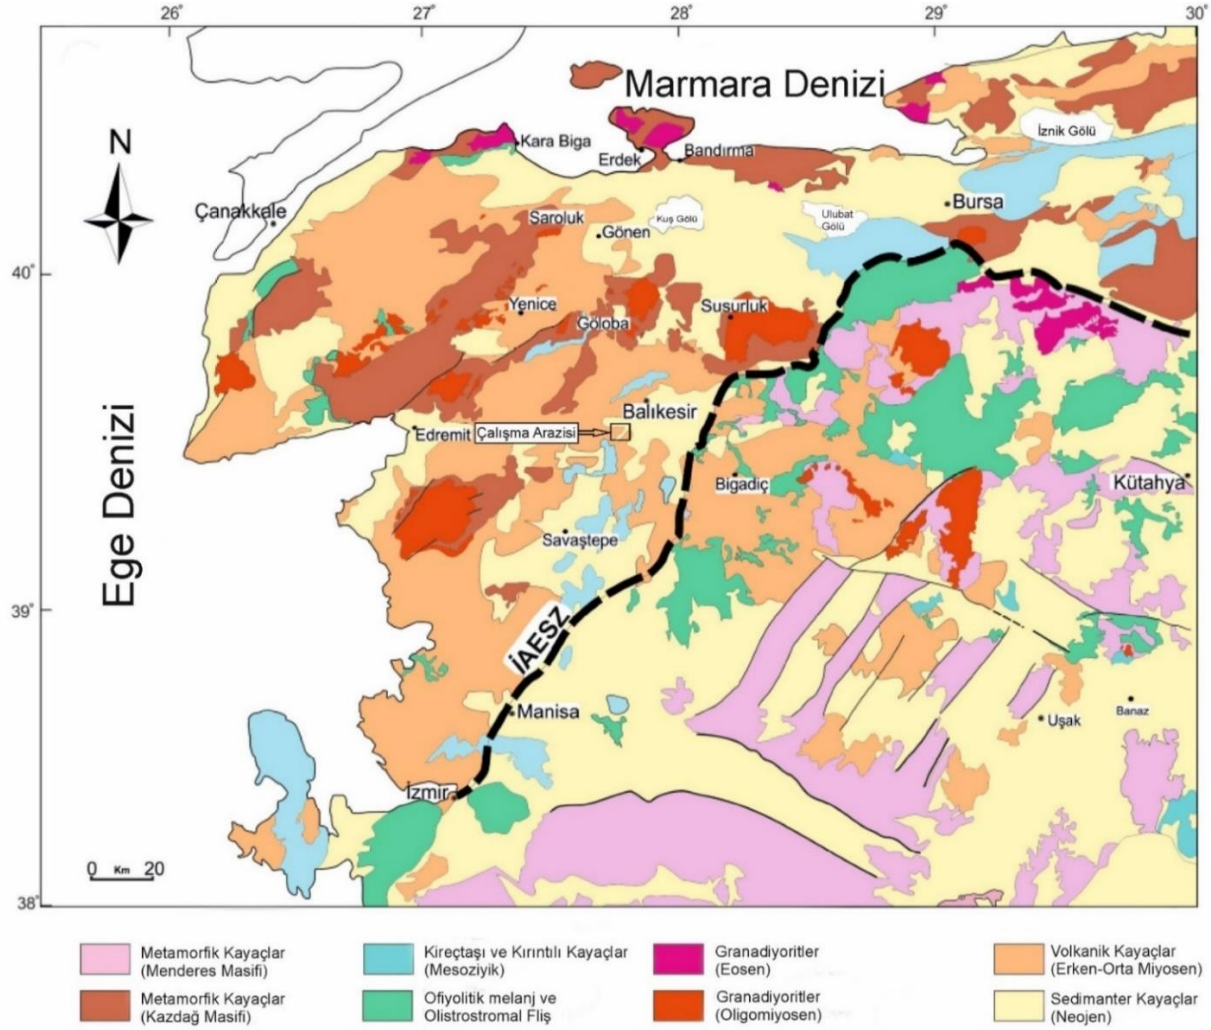 26° 27° 28° 29° 30°
Marmara Denizi
İznik Gölü
Kara Biga
Erdek
Bandırma
N
Çanakkale
Saroluk
Kuş Gölü
Ulubat
Gölü
Bursa
Gönen
40°
Yenice
Göloba
Susurluk
Balıkesir
Edremit
Çalışma Arazisi
Ege Denizi
Bigadiç
Kütahya
Savaştepe
39°
İAESZ
Manisa
Uşak
Banaz
İzmir
0 Km 20
38°
Metamorfik Kayaçlar
(Menderes Masifi)
Kireçtaşı ve Kırıntılı Kayaçlar
(Mesoziyik)
Granadiyoritler
(Eosen)
Volkanik Kayaçlar
(Erken-Orta Miyosen)
Metamorfik Kayaçlar
(Kazdağ Masifi)
Ofiyolitik melanj ve
Olistrostromal Fliş
Granadiyoritler
(Oligomiyosen)
Sedimanter Kayaçlar
(Neojen)